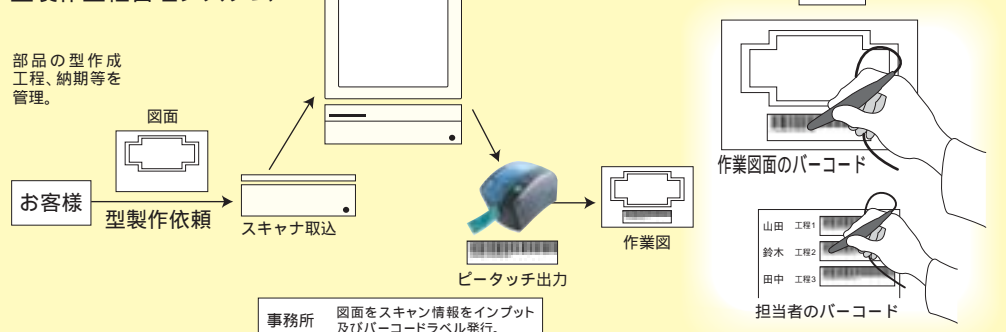 部品の型作成
工程、納期等を
管理。
図面
お客様
型製作依頼
スキャナ取込
ピータッチ出力
作業図
作業図面のバーコード
山田 工程1
鈴木 工程2
田中 工程3
担当者のバーコード
事務所
図面をスキャン情報をインプット
及びバーコードラベル発行。